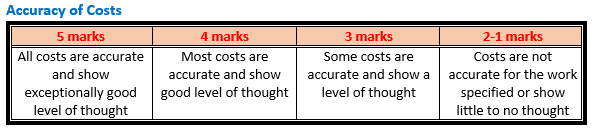 Accuracy of Costs
5 marks 4 marks 3 marks 2-1 marks
All costs are accurate
and show
exceptionally good
level of thought
Most costs are
accurate and show
good level of thought
Some costs are
accurate and show a
level of thought
Costs are not
accurate for the work
specified or show
little to no thought